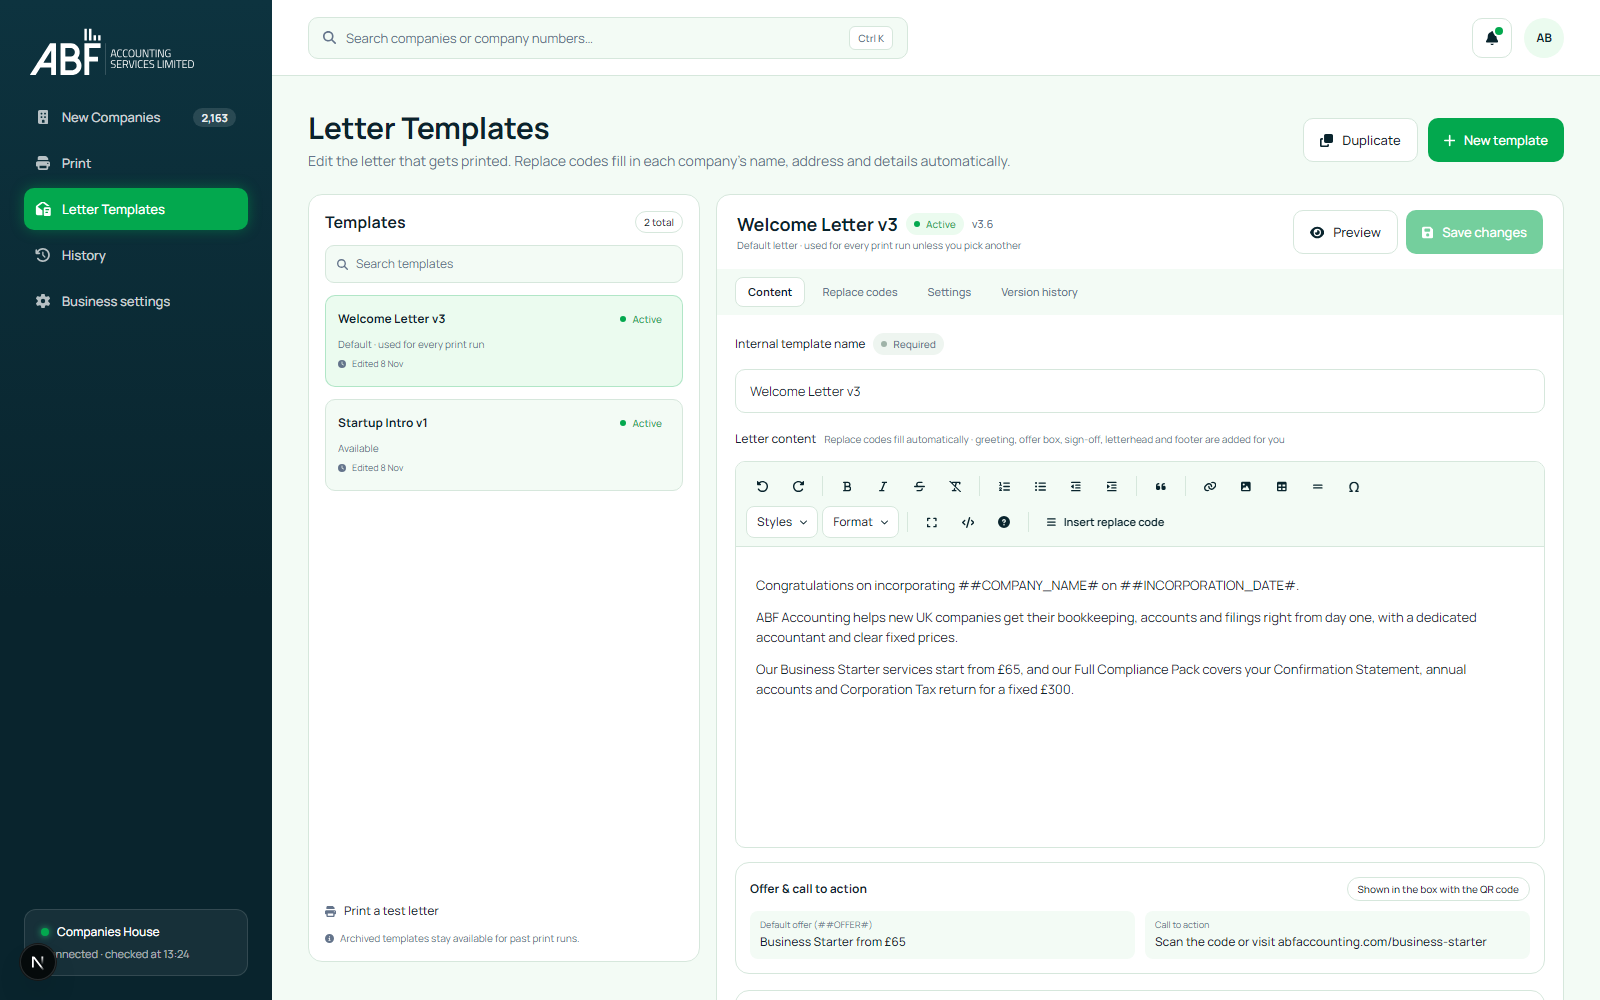 ABF
ACCOUNTING
SERVICES LIMITED
New Companies
2,163
Print
Letter Templates
History
Business settings
Companies House
nnected · checked at 13:24
N
Search companies or company numbers...
Ctrl K
AB
Letter Templates
Edit the letter that gets printed. Replace codes fill in each company's name, address and details automatically.
Duplicate
New template
Templates
2 total
Search templates
Welcome Letter v3
Active
Default · used for every print run
Edited 8 Nov
Startup Intro v1
Active
Available
Edited 8 Nov
Print a test letter
Archived templates stay available for past print runs.
Welcome Letter v3
Active
v3.6
Default letter · used for every print run unless you pick another
Preview
Save changes
Content
Replace codes
Settings
Version history
Internal template name
Required
Welcome Letter v3
Letter content
Replace codes fill automatically · greeting, offer box, sign-off, letterhead and footer are added for you
Styles
Format
Insert replace code
Congratulations on incorporating ##COMPANY_NAME# on ##INCORPORATION_DATE#.
ABF Accounting helps new UK companies get their bookkeeping, accounts and filings right from day one, with a dedicated
accountant and clear fixed prices.
Our Business Starter services start from £65, and our Full Compliance Pack covers your Confirmation Statement, annual
accounts and Corporation Tax return for a fixed £300.
Offer & call to action
Shown in the box with the QR code
Default offer (##OFFER#)
Business Starter from £65
Call to action
Scan the code or visit abfaccounting.com/business-starter